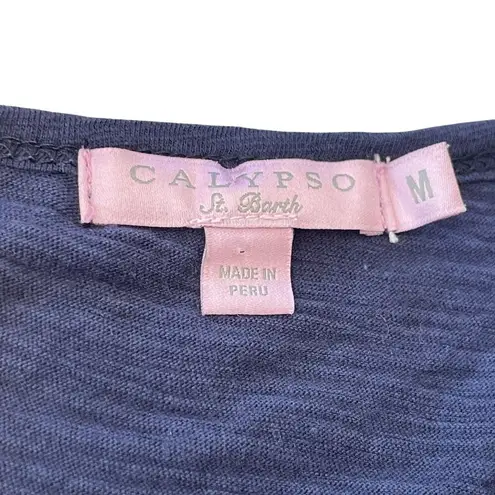 CALYPSO
St. Barth
M
MADE IN
PERU